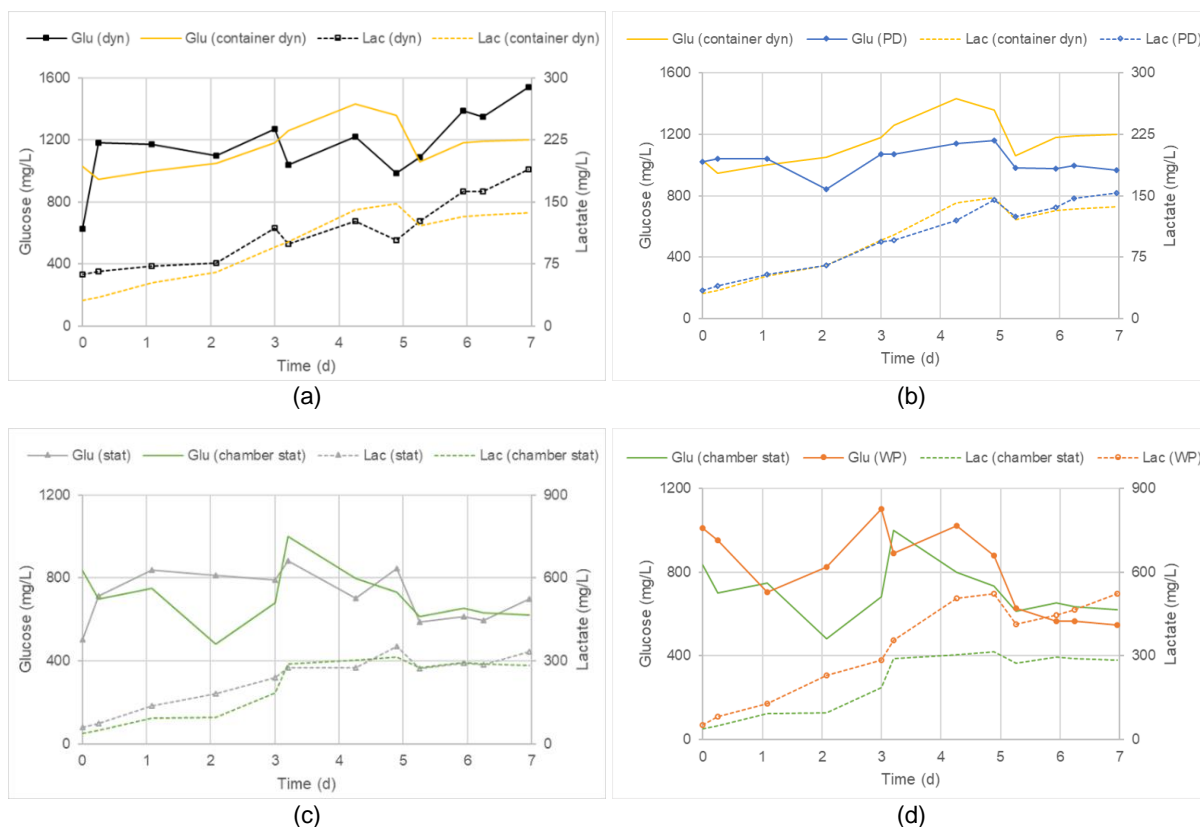 Glu (dyn) Glu (container dyn) Lac (dyn) Lac (container dyn)
1600 300
1200 225
800 150
400 75
0 0
Glucose (mg/L)
Lactate (mg/L)
0 1 2 3 4 5 6 7
Time (d)
(a)
Glu (container dyn) Glu (PD) Lac (container dyn) Lac (PD)
1600 300
1200 225
800 150
400 75
0 0
Glucose (mg/L)
Lactate (mg/L)
0 1 2 3 4 5 6 7
Time (d)
(b)
Glu (stat) Glu (chamber stat) Lac (stat) Lac (chamber stat)
1200 900
800 600
400 300
0 0
Glucose (mg/L)
Lactate (mg/L)
0 1 2 3 4 5 6 7
Time (d)
(c)
Glu (chamber stat) Glu (WP) Lac (chamber stat) Lac (WP)
1200 900
800 600
400 300
0 0
Glucose (mg/L)
Lactate (mg/L)
0 1 2 3 4 5 6 7
Time (d)
(d)